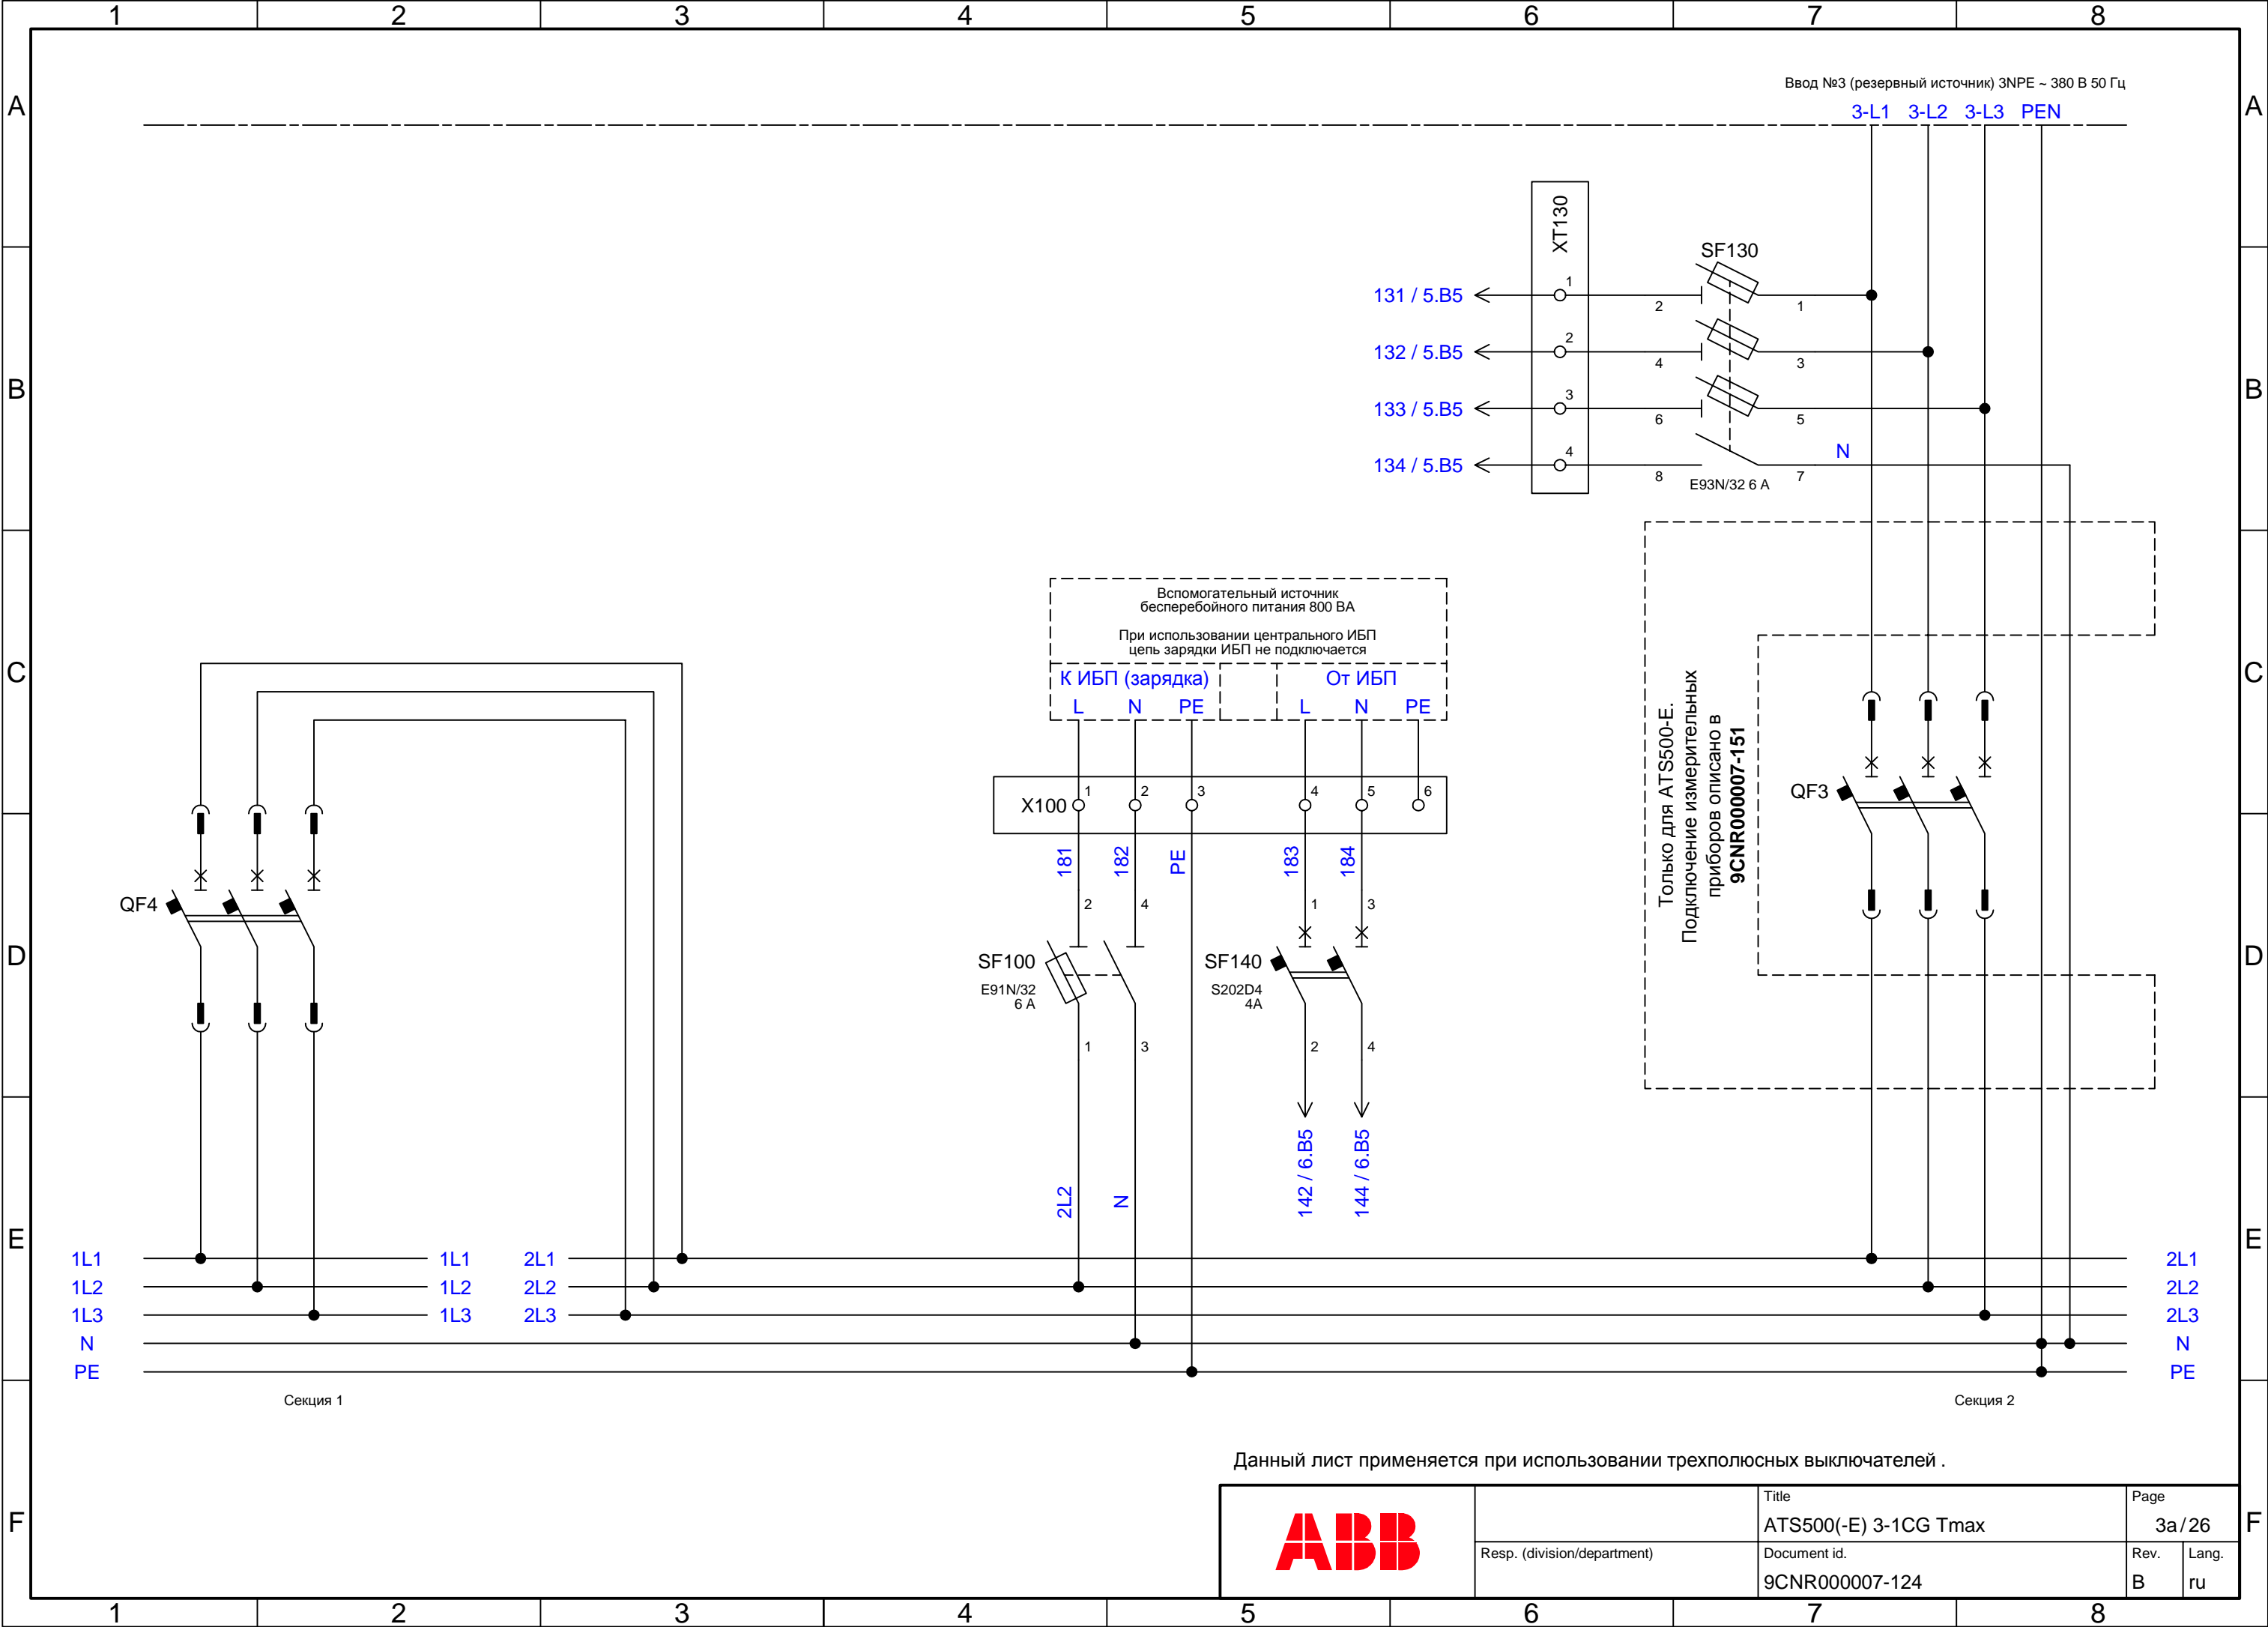 1 2 3 4 5 6 7 8
A A
Ввод №3 (резервный источник) 3NPE ~ 380 В 50 Гц
3-L1 3-L2 3-L3 PEN
XT130
SF130
131 / 5.B5 1 2 1
132 / 5.B5 2 4 3
133 / 5.B5 3 6 5
134 / 5.B5 4 8 7 N
E93N/32 6 A
B B
Вспомогательный источник
бесперебойного питания 800 ВА
При использовании центрального ИБП
цепь зарядки ИБП не подключается
К ИБП (зарядка) От ИБП
L N PE L N PE
C C
Только для ATS500-E.
Подключение измерительных
приборов описано в
9CNR000007-151
X100 1 2 3 4 5 6
QF3
181 182 PE 183 184
QF4
2 4 1 3
SF100
E91N/32
6 A
SF140
S202D4
4A
D D
1 3 2 4
2L2 N 142 / 6.B5 144 / 6.B5
E E
1L1 1L1 2L1 2L1
1L2 1L2 2L2 2L2
1L3 1L3 2L3 2L3
N N
PE PE
Секция 1 Секция 2
Данный лист применяется при использовании трехполюсных выключателей .
F F
ABB
Title
ATS500(-E) 3-1CG Tmax
Page
3a/26
Resp. (division/department)
Document id.
9CNR000007-124
Rev.
B
Lang.
ru
1 2 3 4 5 6 7 8